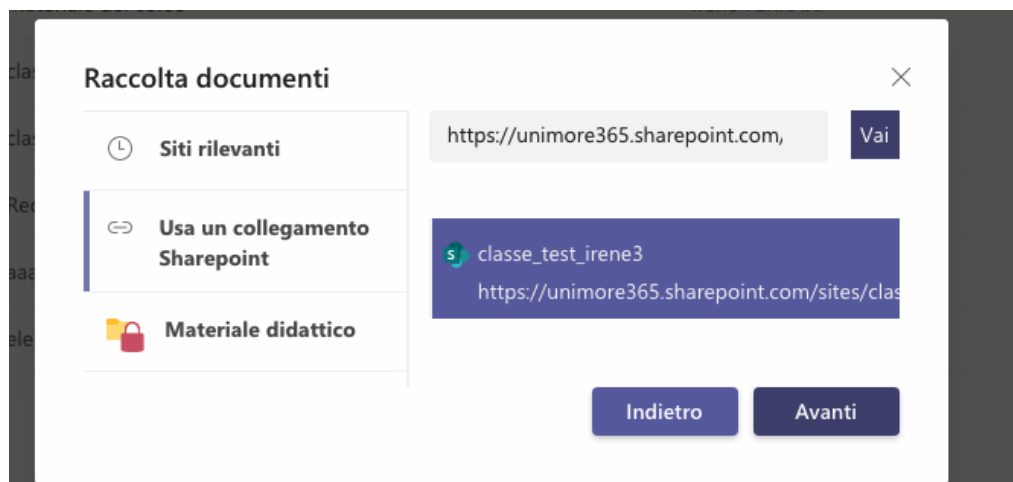 Raccolta documenti
Siti rilevanti
https://unimore365.sharepoint.com/
Vai
Usa un collegamento
Sharepoint
classe_test_irene3
https://unimore365.sharepoint.com/sites/clas
Materiale didattico
Indietro
Avanti